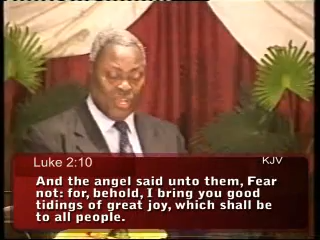 Luke 2:10 KJV
And the angel said unto them, Fear
not: for, behold, I bring you good
tidings of great joy, which shall be
to all people.